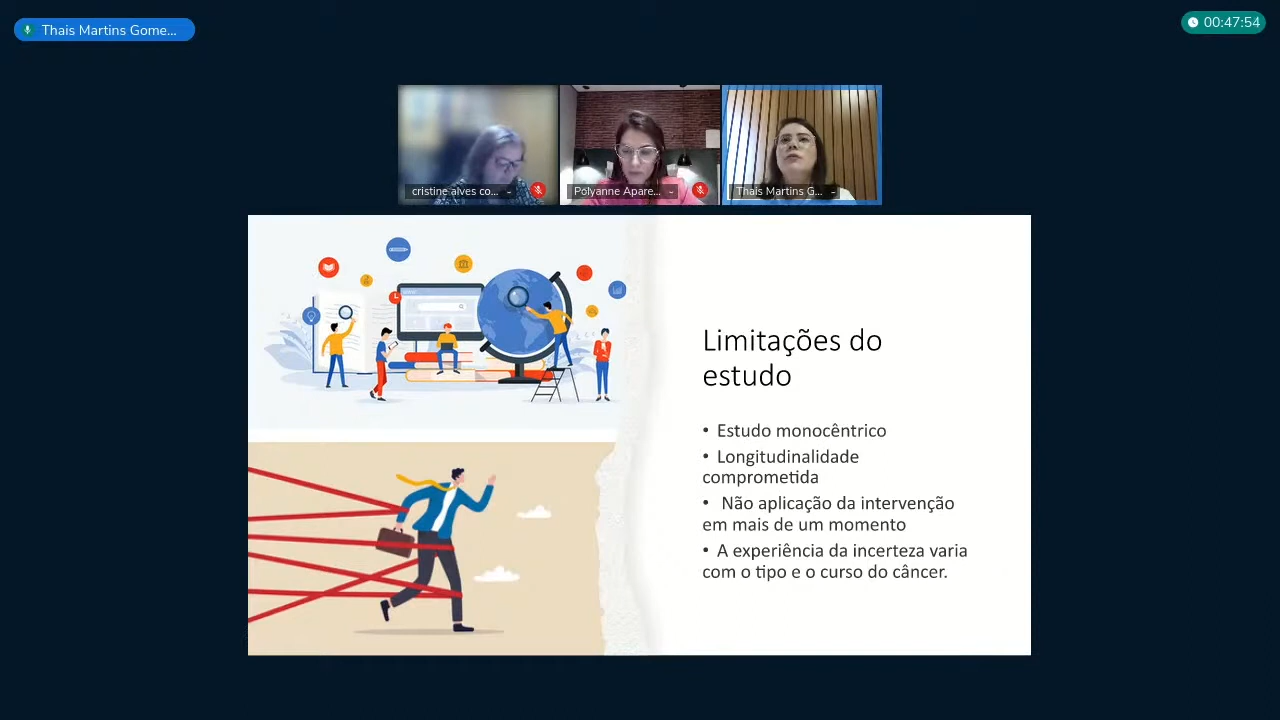 Thais Martins Gome...
00:47:54
cristine alves co...
Polyanne Apare...
Thais Martins G...
Limitações do
estudo
• Estudo monocêntrico
• Longitudinalidade
comprometida
• Não aplicação da intervenção
em mais de um momento
• A experiência da incerteza varia
com o tipo e o curso do câncer.